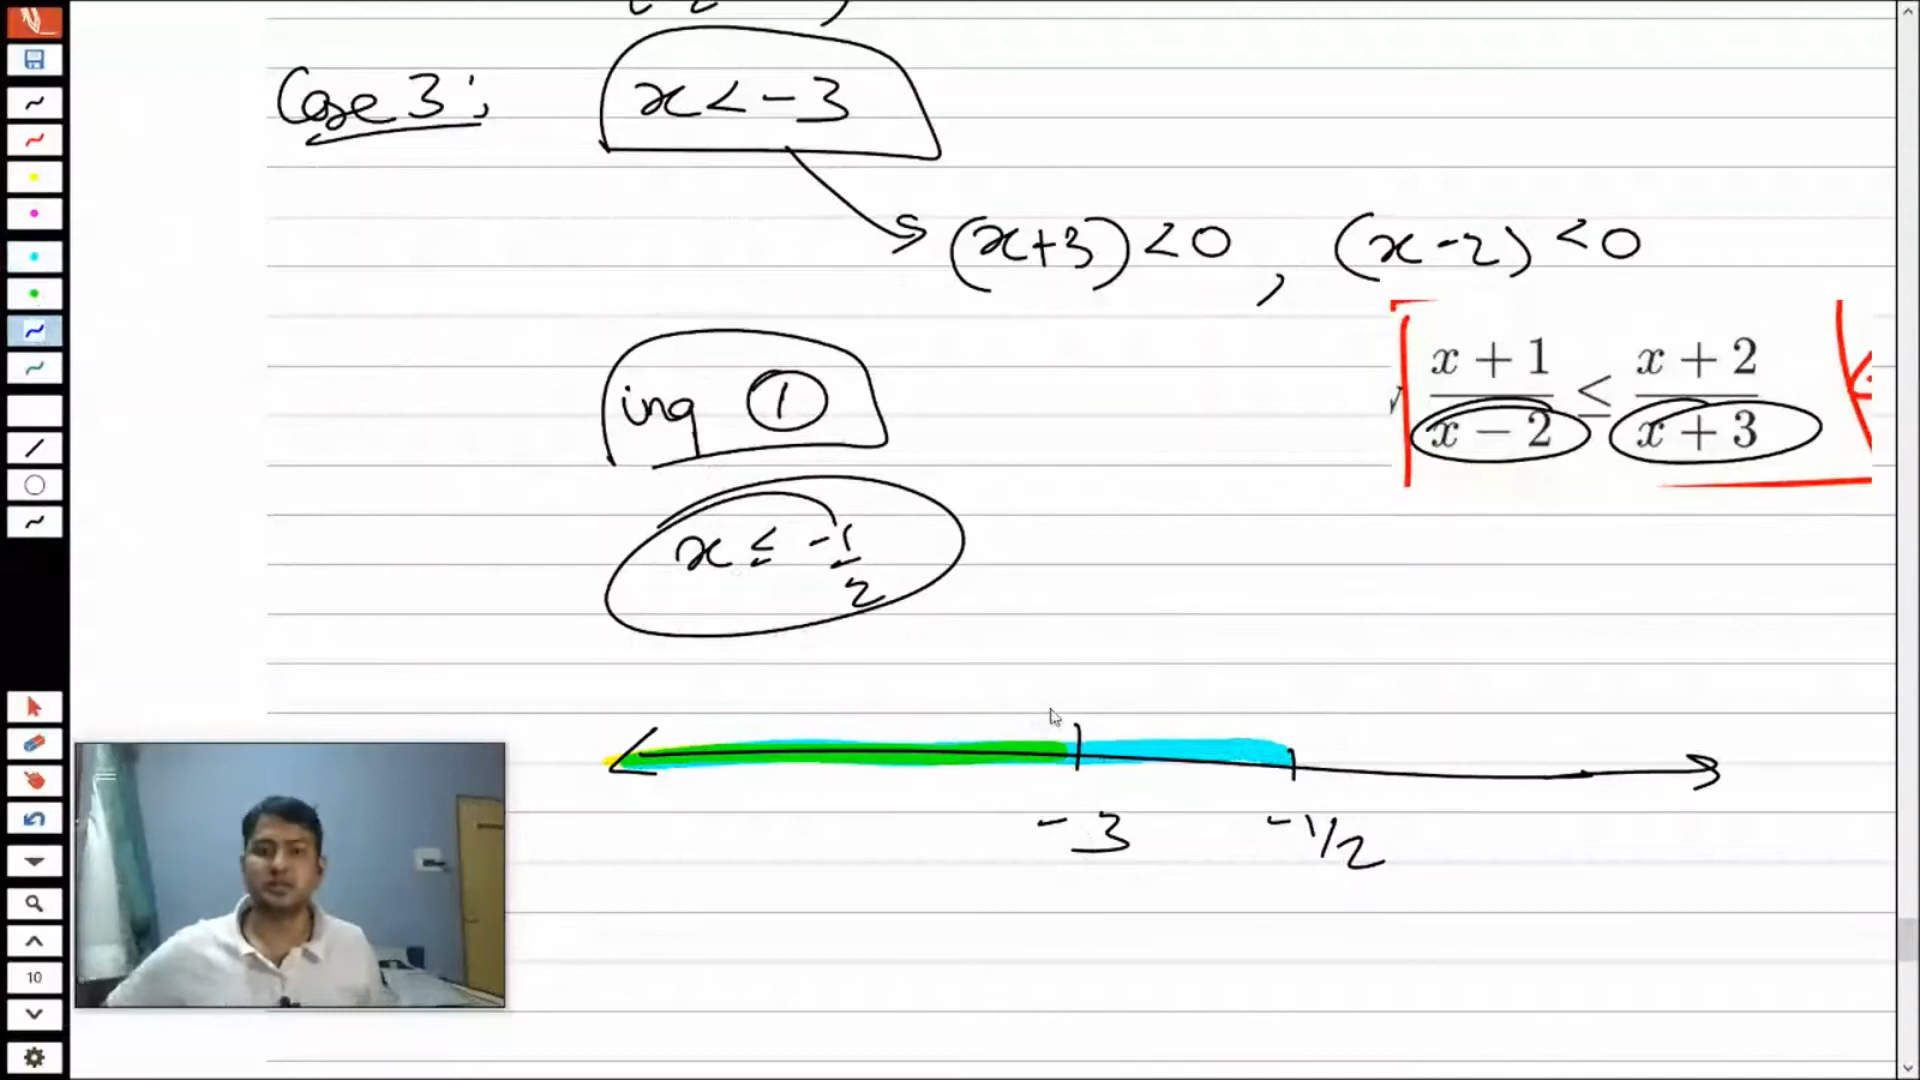 Case 3: x < -3
(x+3) < 0 , (x-2) < 0
ing ①
x + 1 / x − 2 ≤ x + 2 / x + 3
x ≤ -1/2
-3 -1/2
10